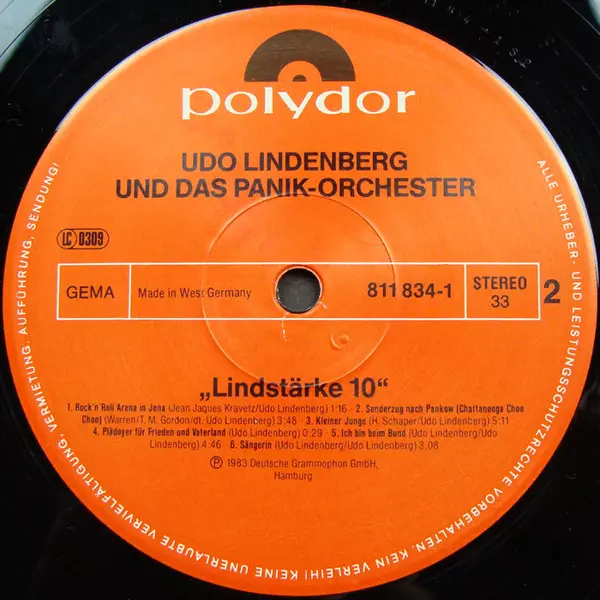 polydor
UDO LINDENBERG
UND DAS PANIK-ORCHESTER
LC 0309
GEMA
Made in West Germany
811 834-1
STEREO
33
2
„Lindstärke 10“
1. Rock'n'Roll Arena in Jena (Jean Jaques Kravetz/Udo Lindenberg) 1:16 · 2. Sonderzug nach Pankow (Chattanooga Choo
Choo) (Warren/T. M. Gordon/dt. Udo Lindenberg) 3:48 · 3. Kleiner Junge (H. Schaper/Udo Lindenberg) 5:11
4. Plädoyer für Frieden und Vaterland (Udo Lindenberg) 0:29 · 5. Ich bin beim Bund (Udo Lindenberg/Udo
Lindenberg) 4:46 · 6. Sängerin (Udo Lindenberg/Udo Lindenberg) 3.08
Ⓟ 1983 Deutsche Grammophon GmbH,
Hamburg
ALLE URHEBER- UND LEISTUNGSSCHUTZRECHTE VORBEHALTEN. KEIN VERLEIH! KEINE UNERLAUBTE VERVIELFÄLTIGUNG, VERMIETUNG, AUFFÜHRUNG, SENDUNG!